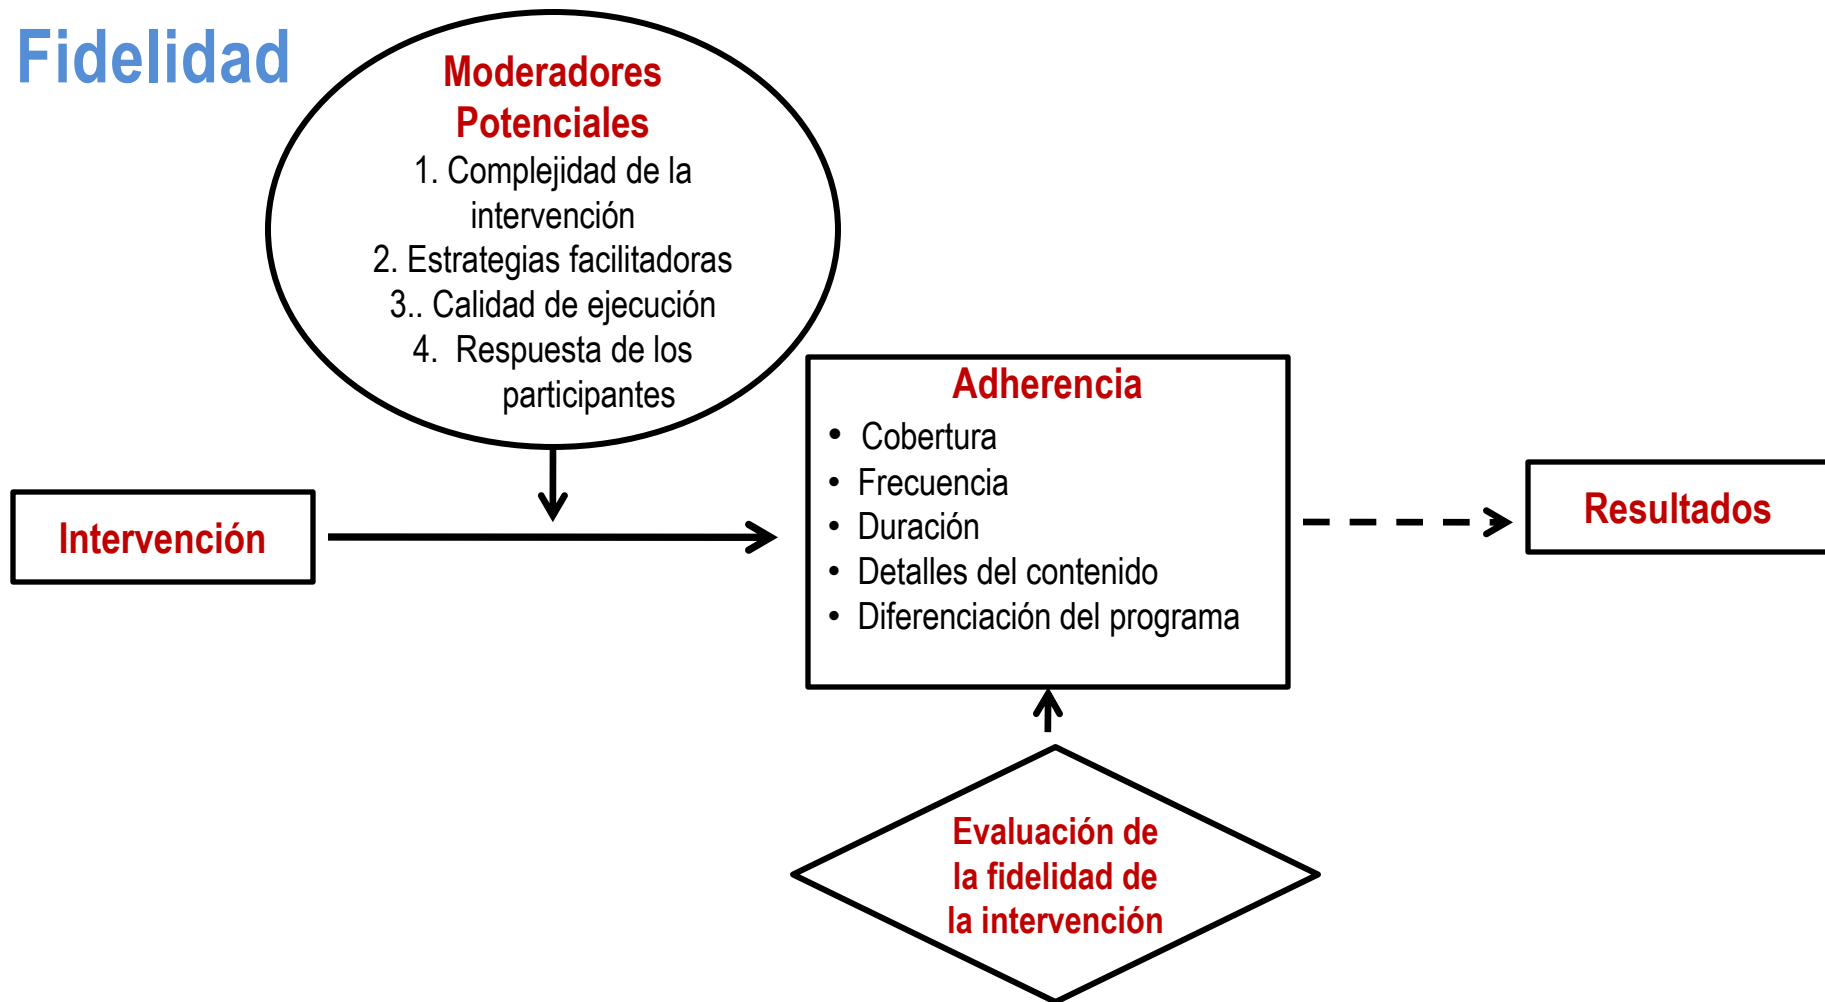 Fidelidad
Moderadores
Potenciales
1. Complejidad de la
intervención
2. Estrategias facilitadoras
3.. Calidad de ejecución
4. Respuesta de los
participantes
Intervención
Adherencia
• Cobertura
• Frecuencia
• Duración
• Detalles del contenido
• Diferenciación del programa
Resultados
Evaluación de
la fidelidad de
la intervención